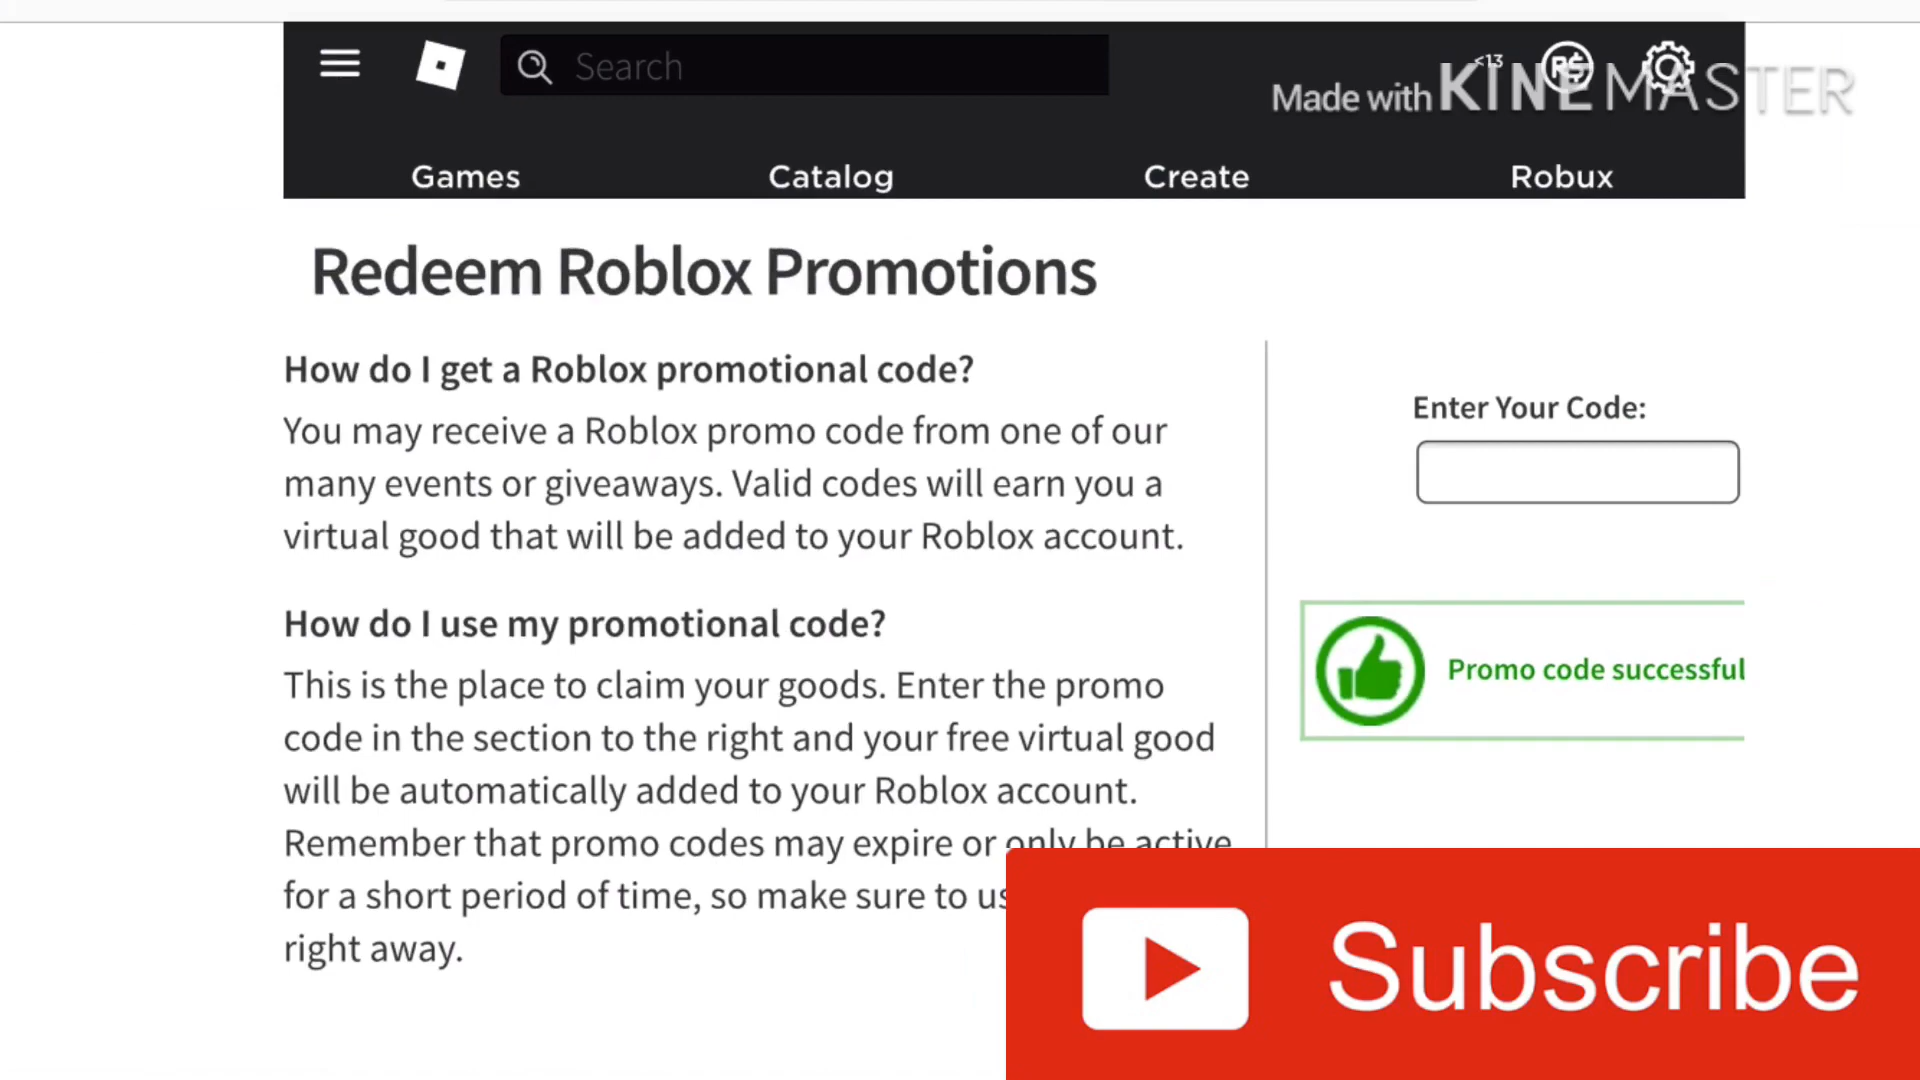 Search
<13
R$
Made with KINEMASTER
Games
Catalog
Create
Robux
Redeem Roblox Promotions
How do I get a Roblox promotional code?
You may receive a Roblox promo code from one of our
many events or giveaways. Valid codes will earn you a
virtual good that will be added to your Roblox account.
How do I use my promotional code?
This is the place to claim your goods. Enter the promo
code in the section to the right and your free virtual good
will be automatically added to your Roblox account.
Remember that promo codes may expire or only be active
for a short period of time, so make sure to us
right away.
Enter Your Code:
Promo code successful
Subscribe